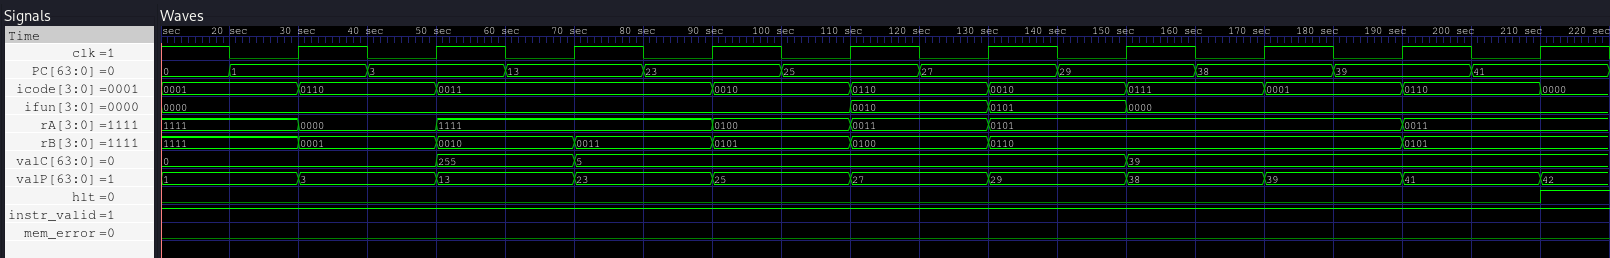 Signals Waves
Time sec 20 sec 30 sec 40 sec 50 sec 60 sec 70 sec 80 sec 90 sec 100 sec 110 sec 120 sec 130 sec 140 sec 150 sec 160 sec 170 sec 180 sec 190 sec 200 sec 210 sec 220 sec
clk=1
PC[63:0]=0 0 1 3 13 23 25 27 29 38 39 41
icode[3:0]=0001 0001 0110 0011 0010 0110 0010 0111 0001 0110 0000
ifun[3:0]=0000 0000 0010 0101 0000
rA[3:0]=1111 1111 0000 1111 0100 0011 0101 0011
rB[3:0]=1111 1111 0001 0010 0011 0101 0100 0110 0101
valC[63:0]=0 0 255 5 39
valP[63:0]=1 1 3 13 23 25 27 29 38 39 41 42
hlt=0
instr_valid=1
mem_error=0